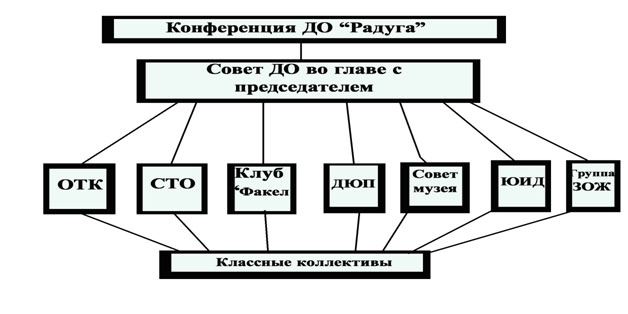 Конференция ДО “Радуга”
Совет ДО во главе с
председателем
ОТК
СТО
Клуб
“Факел
ДЮП
Совет
музея
ЮИД
Группа
ЗОЖ
Классные коллективы